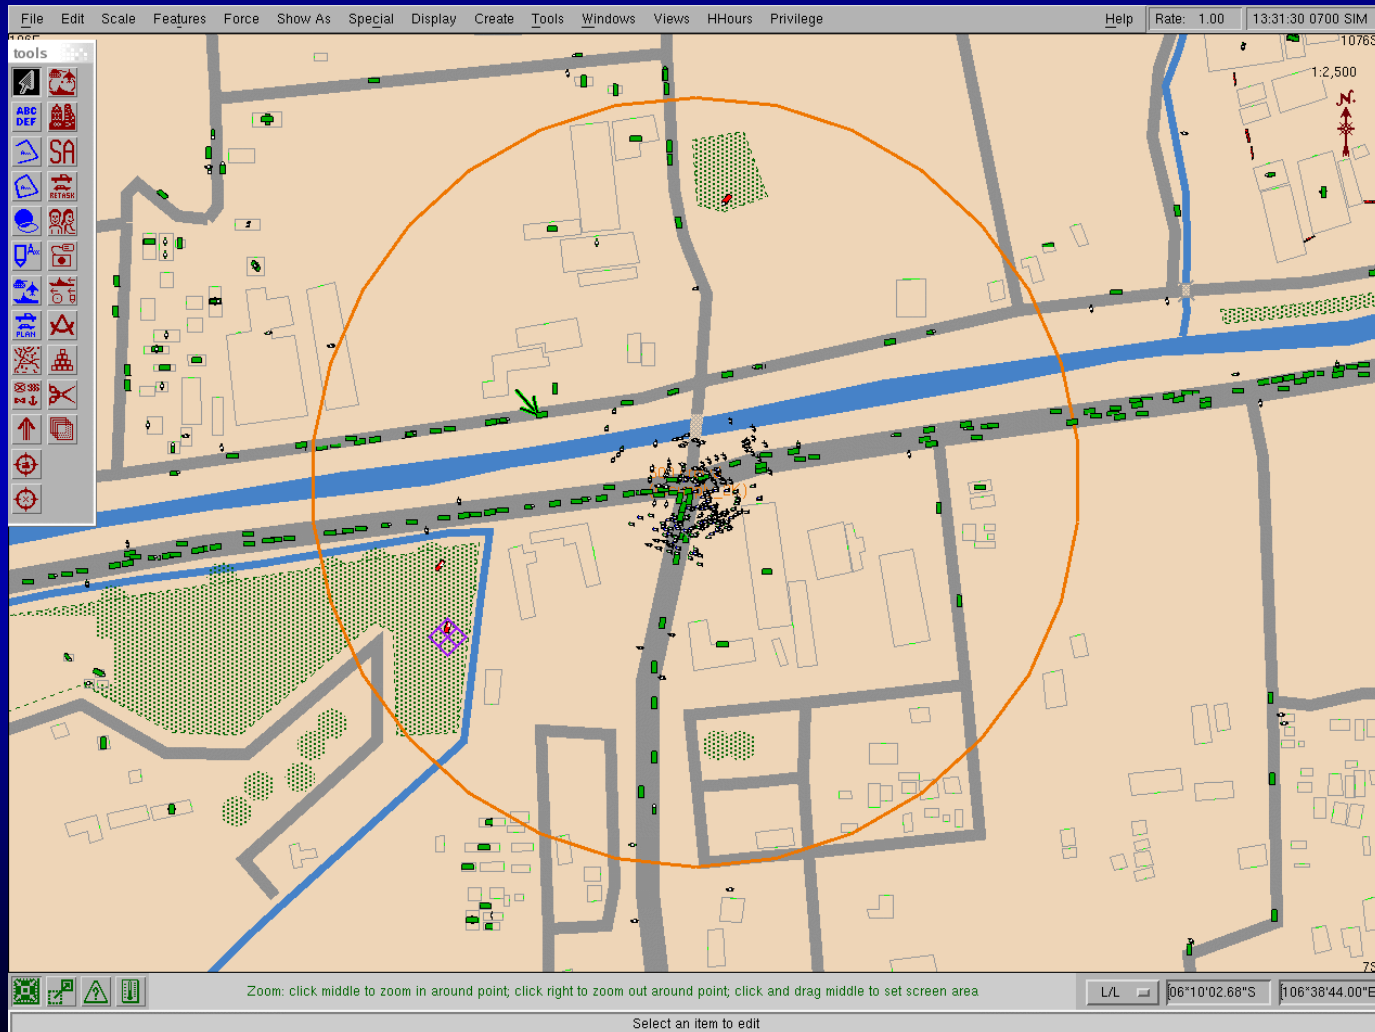 File Edit Scale Features Force Show As Special Display Create Tools Windows Views HHours Privilege Help Rate: 1.00 13:31:30 0700 SIM
tools
1:2,500
N
ABC
DEF
SA
RETASK
PLAN
Zoom: click middle to zoom in around point; click right to zoom out around point; click and drag middle to set screen area
L/L 06°10'02.68"S 106°38'44.00"E
Select an item to edit